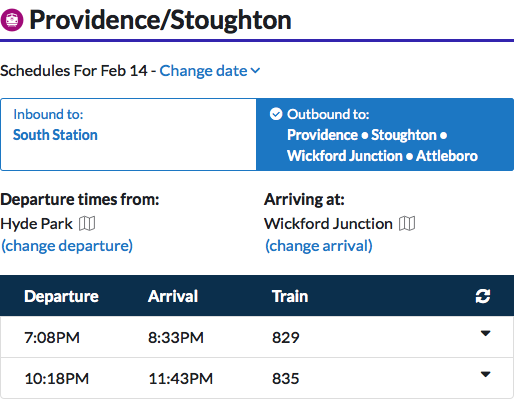 Providence/Stoughton
Schedules For Feb 14 - Change date
Inbound to:
South Station
Outbound to:
Providence • Stoughton •
Wickford Junction • Attleboro
Departure times from:
Hyde Park
(change departure)
Arriving at:
Wickford Junction
(change arrival)
Departure Arrival Train
7:08PM 8:33PM 829
10:18PM 11:43PM 835